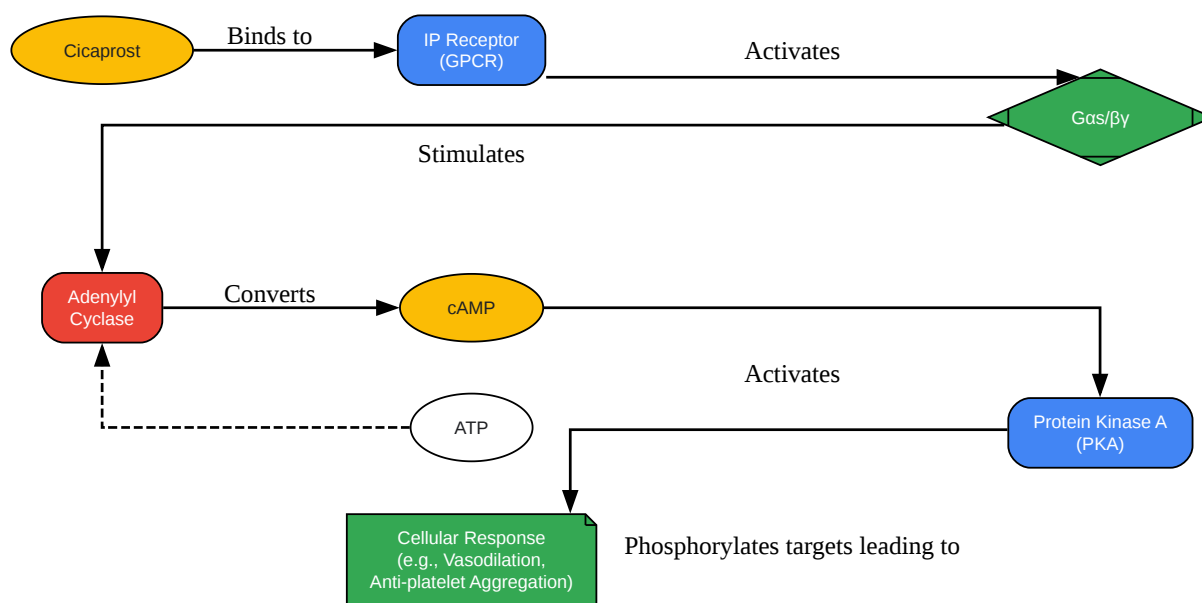 Cicaprost
Binds to
IP Receptor
(GPCR)
Activates
Gαs/βγ
Stimulates
Adenylyl
Cyclase
Converts
cAMP
Activates
ATP
Protein Kinase A
(PKA)
Cellular Response
(e.g., Vasodilation,
Anti-platelet Aggregation)
Phosphorylates targets leading to